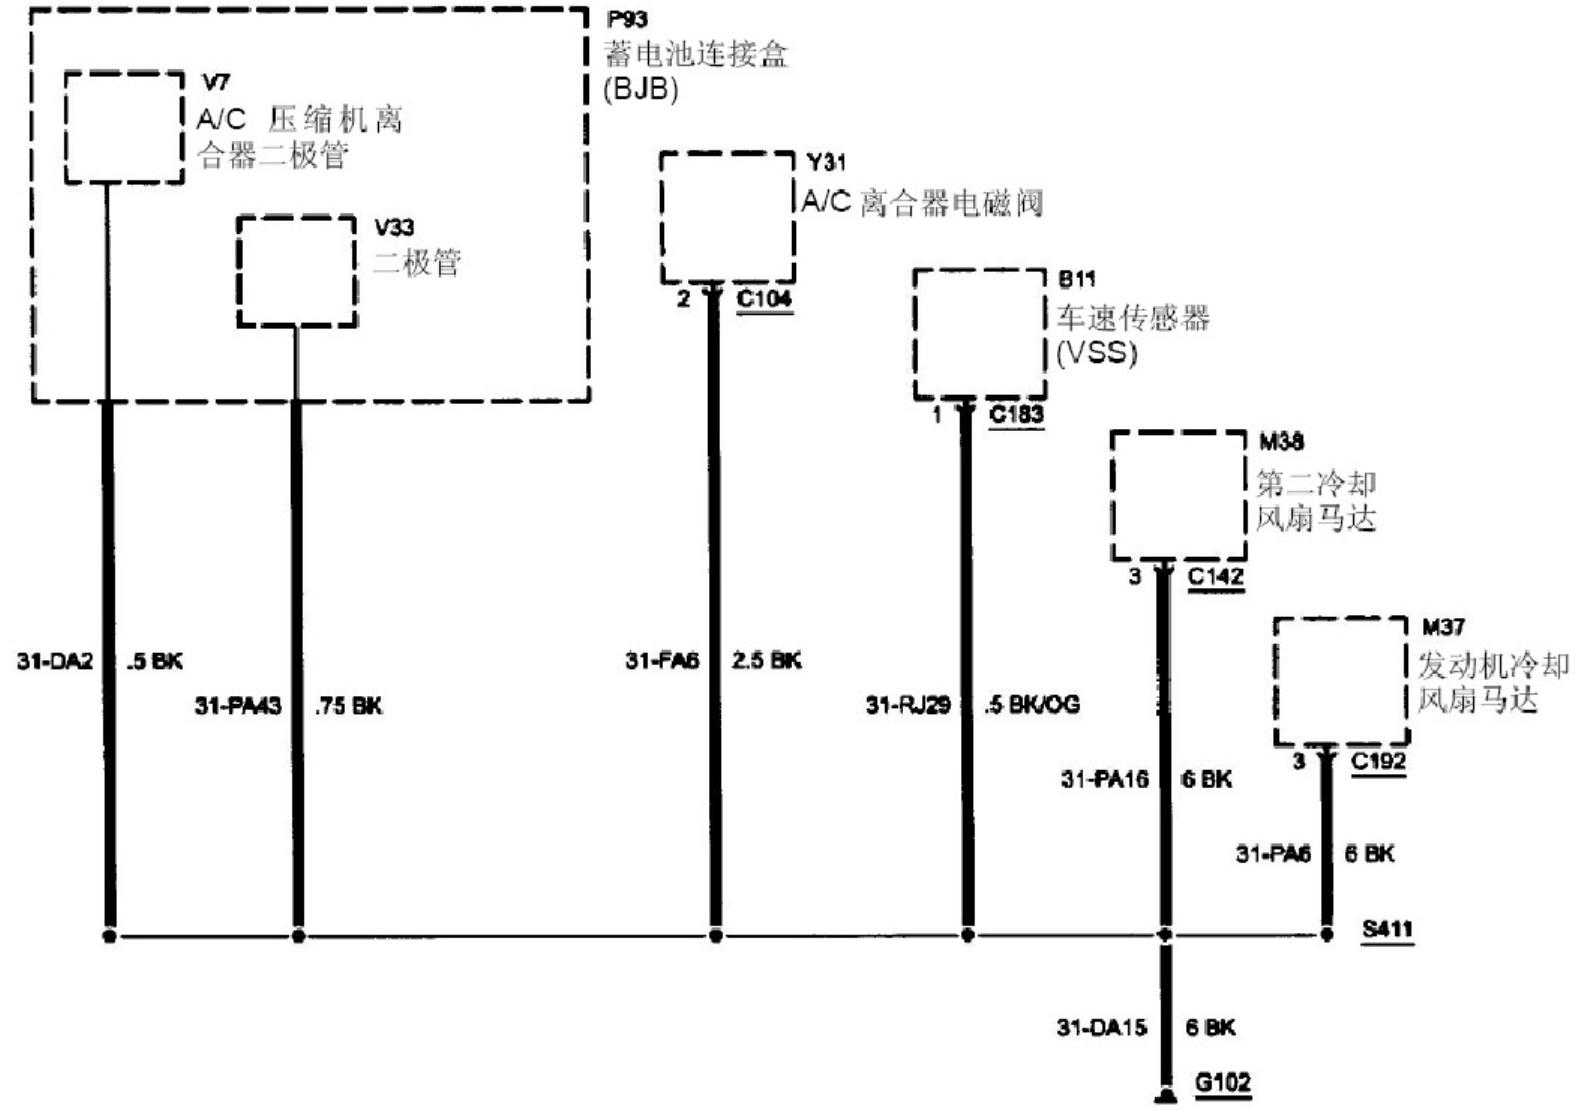 P93
蓄电池连接盒
(BJB)
V7
A/C 压缩机离
合器二极管
V33
二极管
Y31
A/C 离合器电磁阀
2 C104
B11
车速传感器
(VSS)
1 C183
M38
第二冷却
风扇马达
3 C142
M37
发动机冷却
风扇马达
3 C192
31-DA2 .5 BK
31-FA6 2.5 BK
31-PA43 .75 BK
31-RJ29 .5 BK/OG
31-PA16 6 BK
31-PA6 6 BK
S411
31-DA15 6 BK
G102